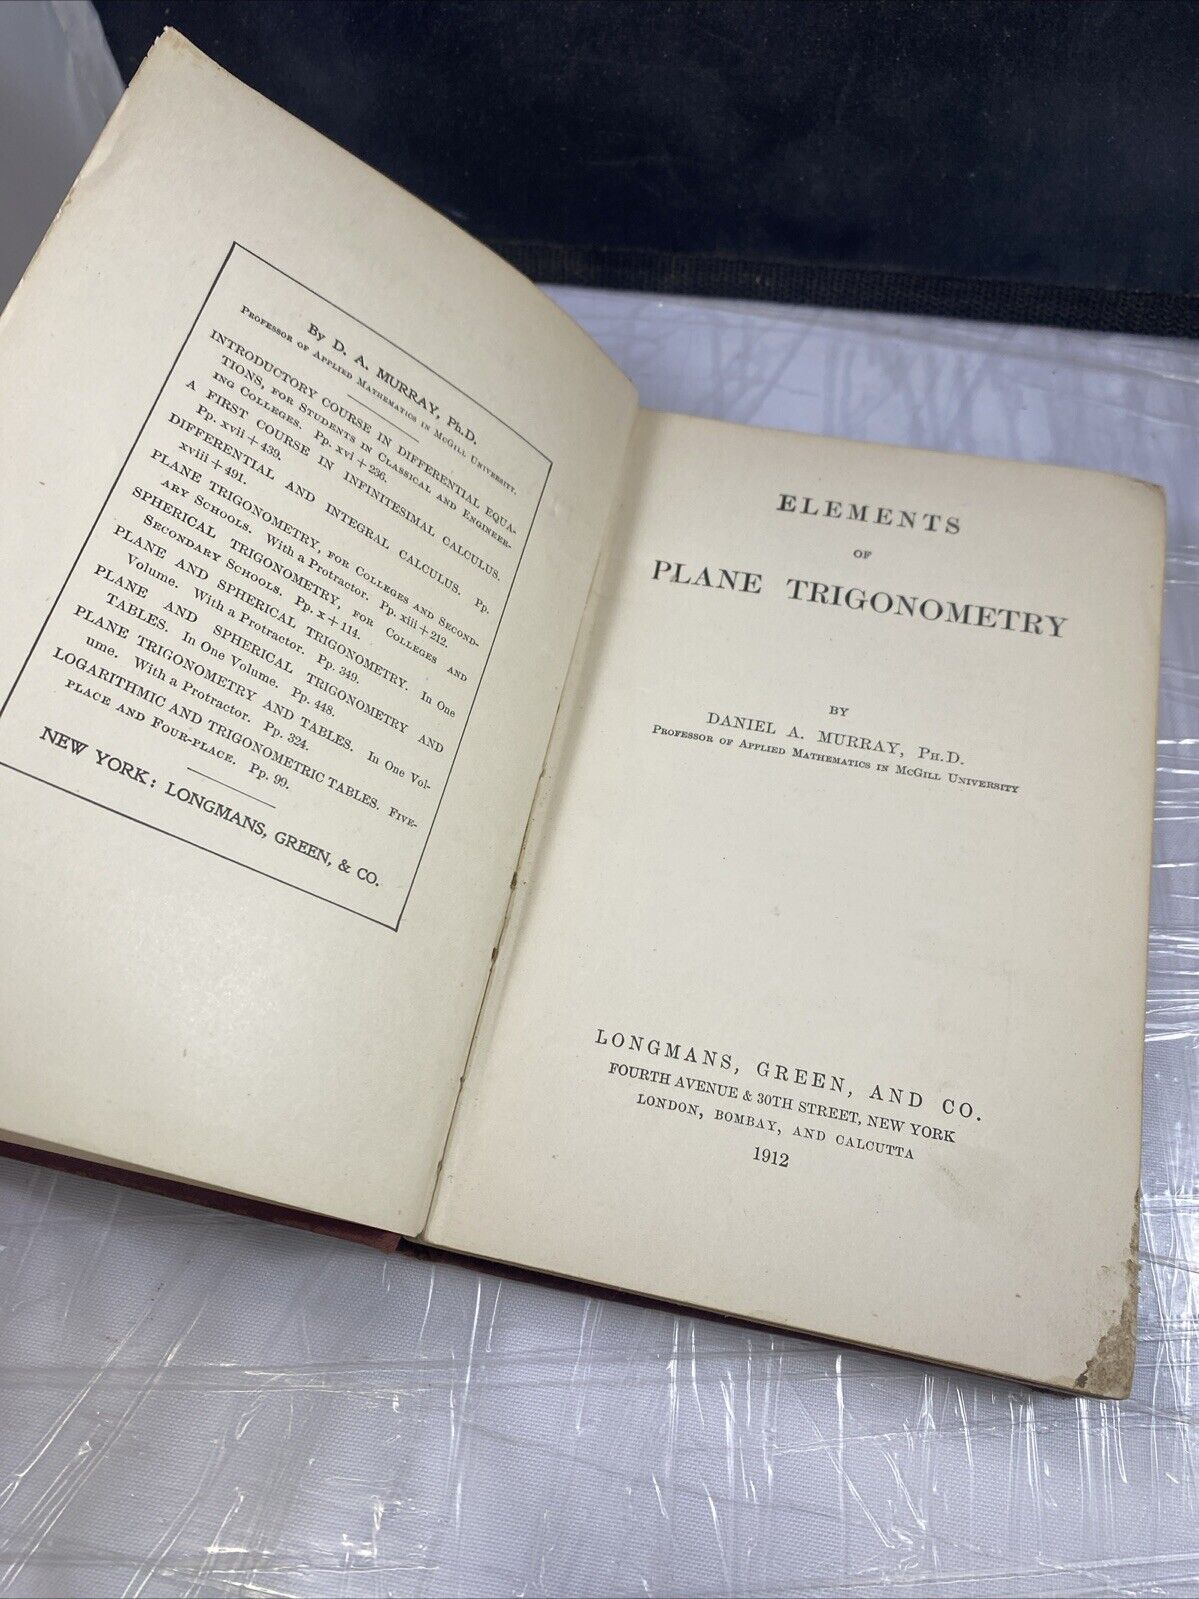 By D. A. MURRAY, Ph.D.
PROFESSOR OF APPLIED MATHEMATICS IN MCGILL UNIVERSITY.
INTRODUCTORY COURSE IN DIFFERENTIAL EQUA-
TIONS, FOR STUDENTS IN CLASSICAL AND ENGINEER-
ING COLLEGES. Pp. xvi + 236.
A FIRST COURSE IN INFINITESIMAL CALCULUS.
Pp. xvii + 439.
DIFFERENTIAL AND INTEGRAL CALCULUS. Pp.
xviii + 491.
PLANE TRIGONOMETRY, FOR COLLEGES AND SECOND-
ARY SCHOOLS. With a Protractor. Pp. xiii + 212.
SPHERICAL TRIGONOMETRY, FOR COLLEGES AND
SECONDARY SCHOOLS. Pp. x + 114.
PLANE AND SPHERICAL TRIGONOMETRY. In One
Volume. With a Protractor. Pp. 349.
PLANE AND SPHERICAL TRIGONOMETRY AND
TABLES. In One Volume. Pp. 448.
PLANE TRIGONOMETRY AND TABLES. In One Vol-
ume. With a Protractor. Pp. 324.
LOGARITHMIC AND TRIGONOMETRIC TABLES. FIVE-
PLACE AND FOUR-PLACE. Pp. 99.
NEW YORK: LONGMANS, GREEN, & CO.
ELEMENTS
OF
PLANE TRIGONOMETRY
BY
DANIEL A. MURRAY, PH.D.
PROFESSOR OF APPLIED MATHEMATICS IN MCGILL UNIVERSITY
LONGMANS, GREEN, AND CO.
FOURTH AVENUE & 30TH STREET, NEW YORK
LONDON, BOMBAY, AND CALCUTTA
1912